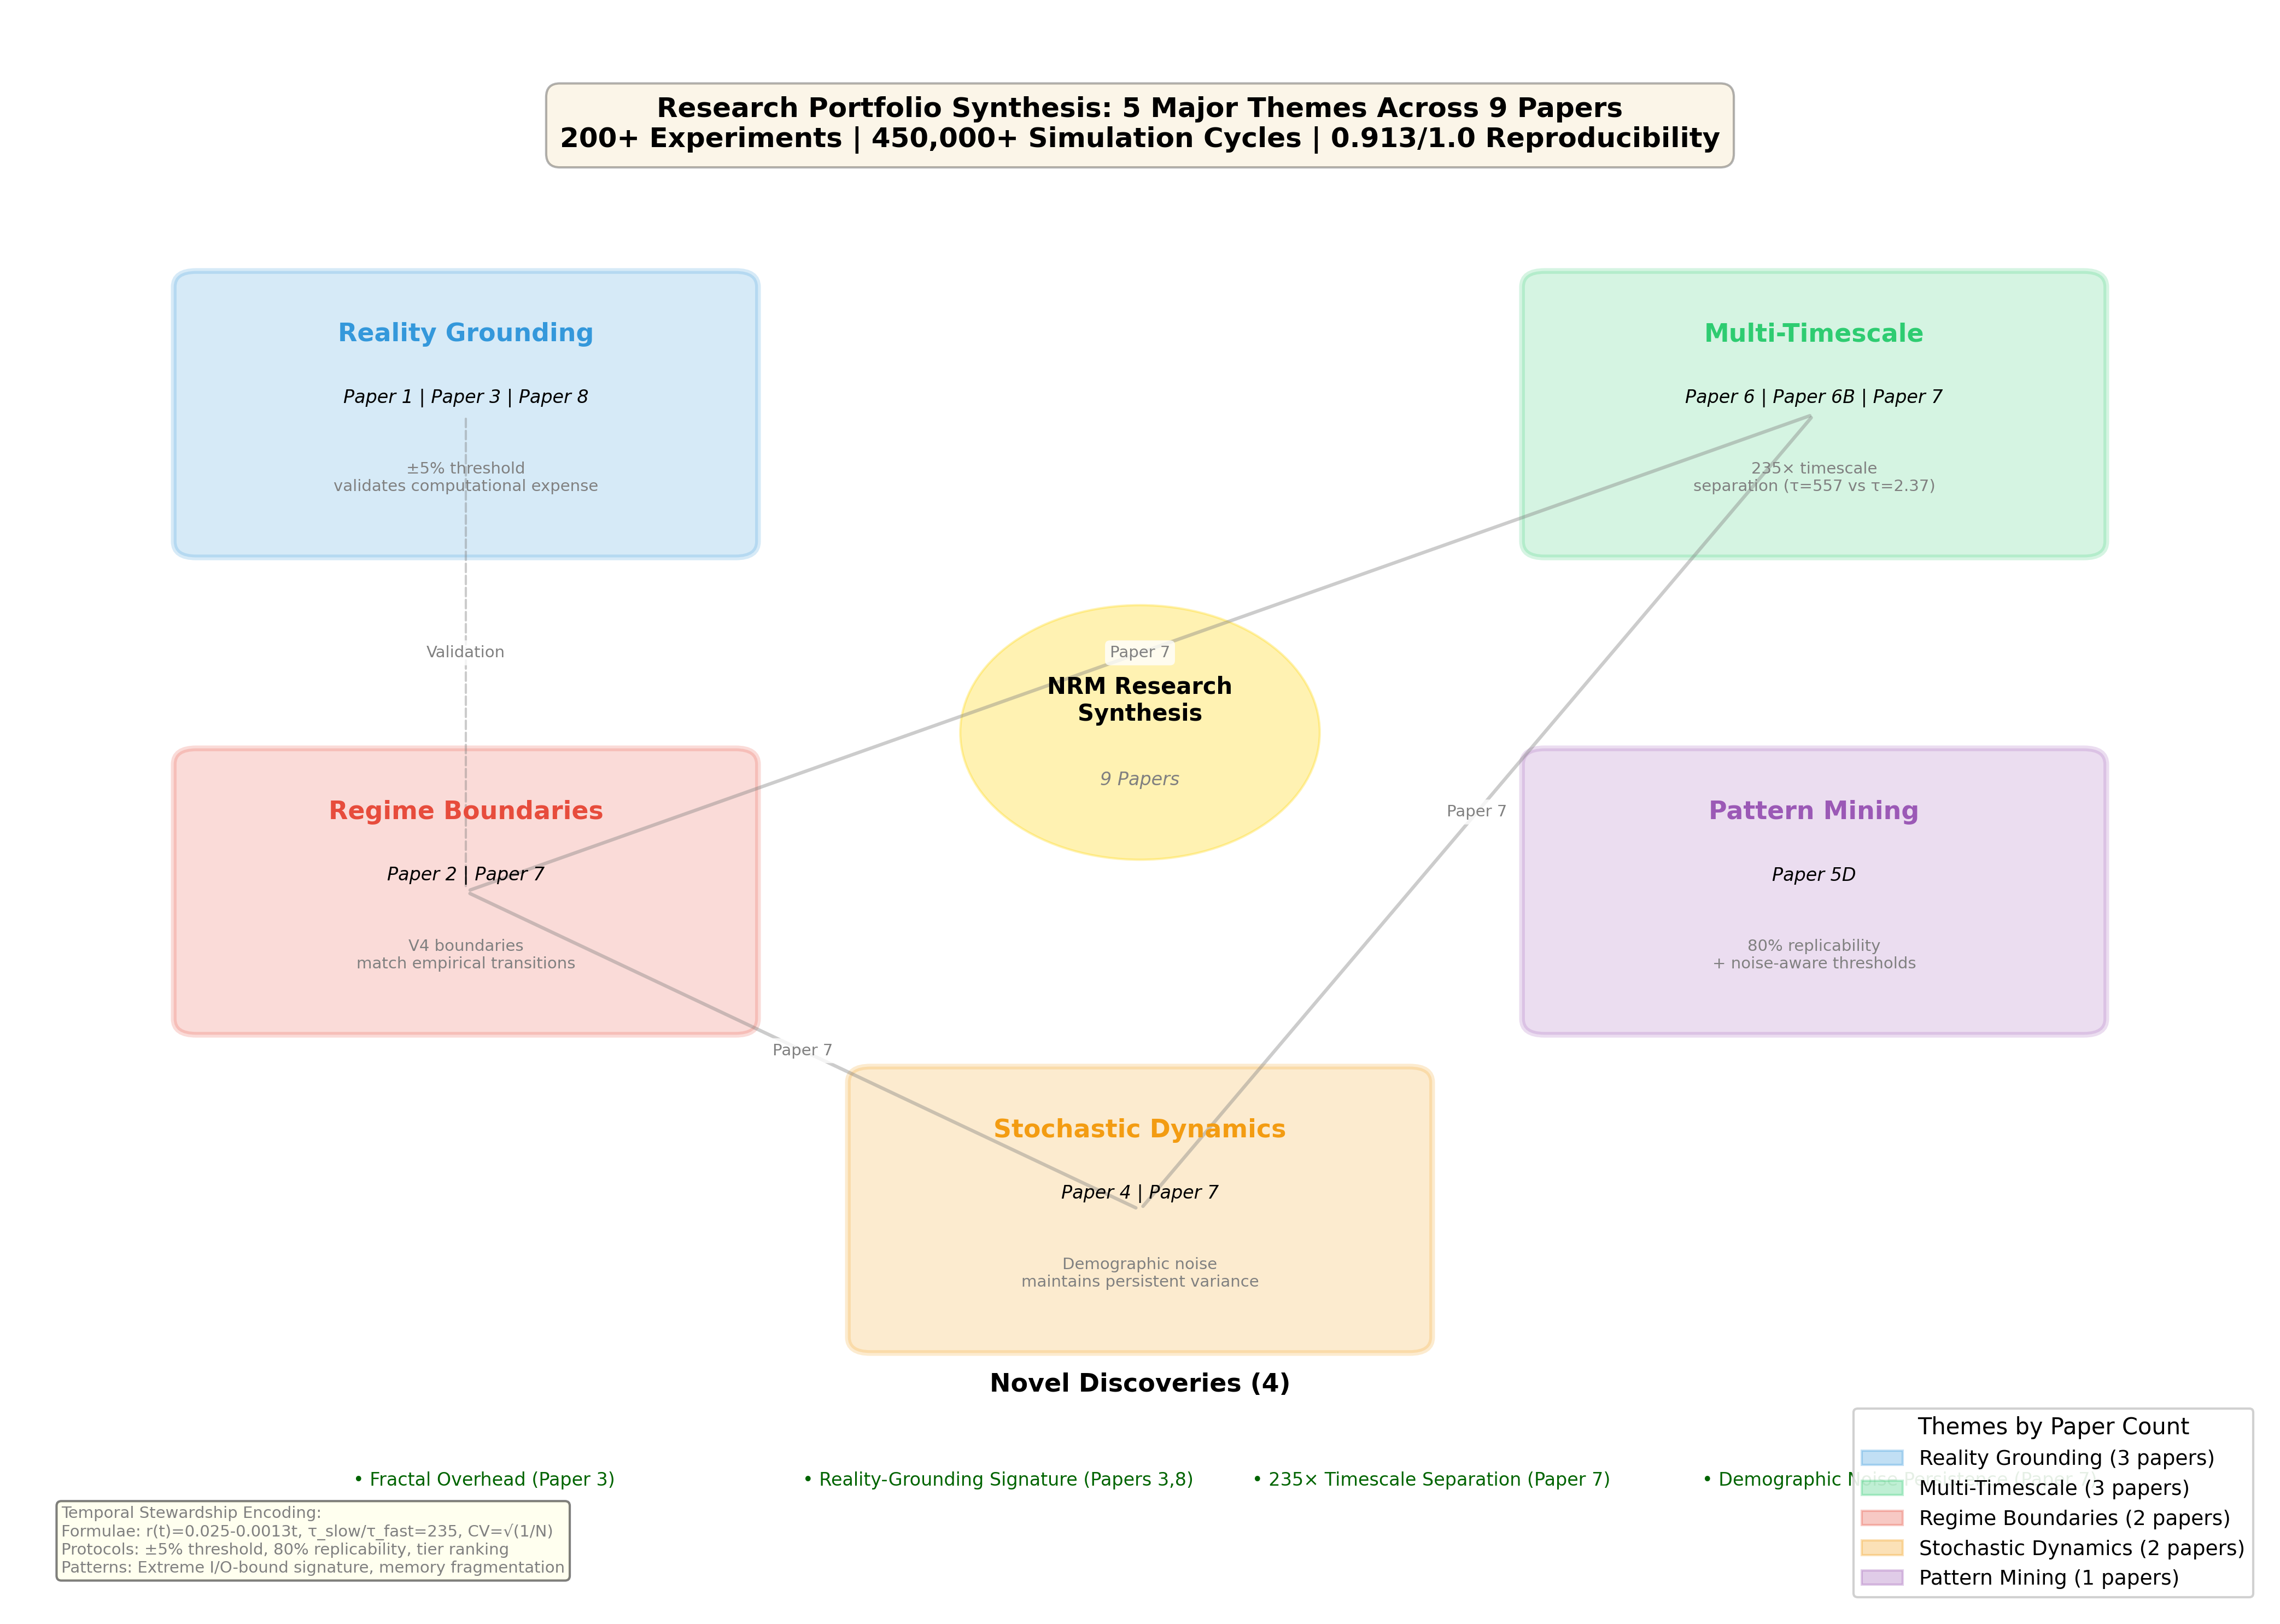 Research Portfolio Synthesis: 5 Major Themes Across 9 Papers
200+ Experiments | 450,000+ Simulation Cycles | 0.913/1.0 Reproducibility
Reality Grounding
Paper 1 | Paper 3 | Paper 8
±5% threshold
validates computational expense
Multi-Timescale
Paper 6 | Paper 6B | Paper 7
235× timescale
separation (τ=557 vs τ=2.37)
Validation
Paper 7
NRM Research
Synthesis
9 Papers
Paper 7
Regime Boundaries
Paper 2 | Paper 7
V4 boundaries
match empirical transitions
Pattern Mining
Paper 5D
80% replicability
+ noise-aware thresholds
Paper 7
Stochastic Dynamics
Paper 4 | Paper 7
Demographic noise
maintains persistent variance
Novel Discoveries (4)
• Fractal Overhead (Paper 3)
• Reality-Grounding Signature (Papers 3,8)
• 235× Timescale Separation (Paper 7)
• Demographic Noise Persistence (Paper 7)
Temporal Stewardship Encoding:
Formulae: r(t)=0.025-0.0013t, τ_slow/τ_fast=235, CV=√(1/N)
Protocols: ±5% threshold, 80% replicability, tier ranking
Patterns: Extreme I/O-bound signature, memory fragmentation
Themes by Paper Count
Reality Grounding (3 papers)
Multi-Timescale (3 papers)
Regime Boundaries (2 papers)
Stochastic Dynamics (2 papers)
Pattern Mining (1 papers)